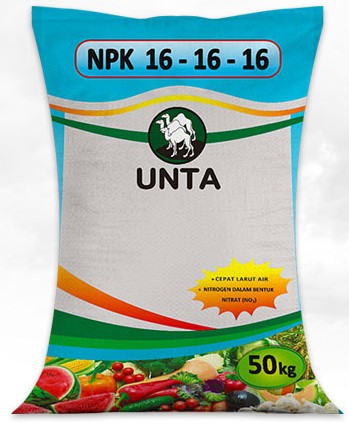 NPK 16 - 16 - 16
UNTA
• CEPAT LARUT AIR
• NITROGEN DALAM BENTUK
NITRAT (NO₃)
50kg